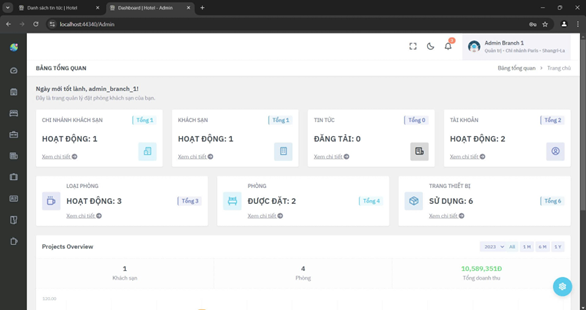 Danh sách tin tức | Hotel
Dashboard | Hotel - Admin
localhost:44340/Admin
Admin Branch 1
Quản trị - Chi nhánh Paris - Shangri-La
BẢNG TỔNG QUAN
Bảng tổng quan > Trang chủ
Ngày mới tốt lành, admin_branch_1!
Đây là trang quản lý đặt phòng khách sạn của bạn.
CHI NHÁNH KHÁCH SẠN
Tổng 1
HOẠT ĐỘNG: 1
Xem chi tiết
KHÁCH SẠN
Tổng 1
HOẠT ĐỘNG: 1
Xem chi tiết
TIN TỨC
Tổng 0
ĐĂNG TẢI: 0
Xem chi tiết
TÀI KHOẢN
Tổng 2
HOẠT ĐỘNG: 2
Xem chi tiết
LOẠI PHÒNG
HOẠT ĐỘNG: 3
Tổng 3
Xem chi tiết
PHÒNG
ĐƯỢC ĐẶT: 2
Tổng 4
Xem chi tiết
TRANG THIẾT BỊ
SỬ DỤNG: 6
Tổng 6
Xem chi tiết
Projects Overview
2023 All 1 M 6 M 1 Y
1
Khách sạn
4
Phòng
10,589,351Đ
Tổng doanh thu